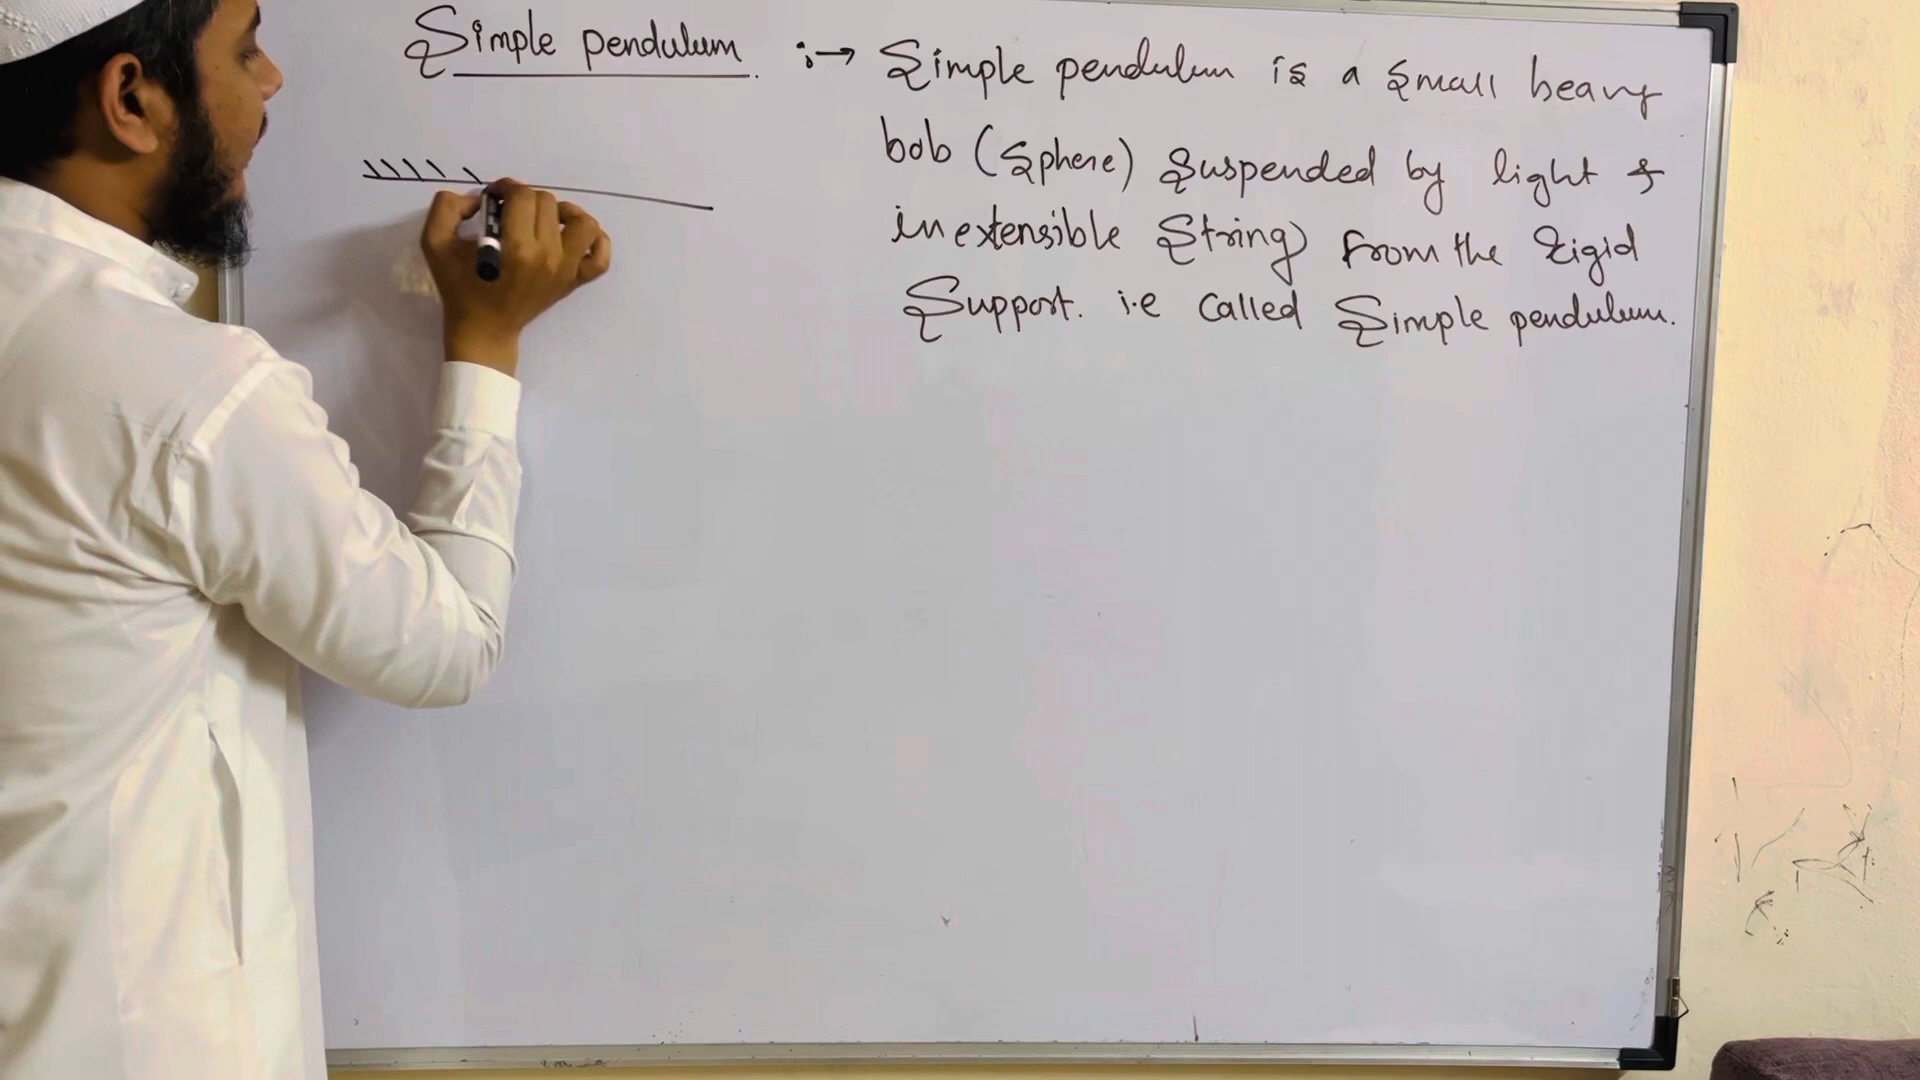 Simple pendulum :→ Simple pendulum is a small heavy
bob (sphere) suspended by light &
inextensible string from the rigid
support. i.e called simple pendulum.